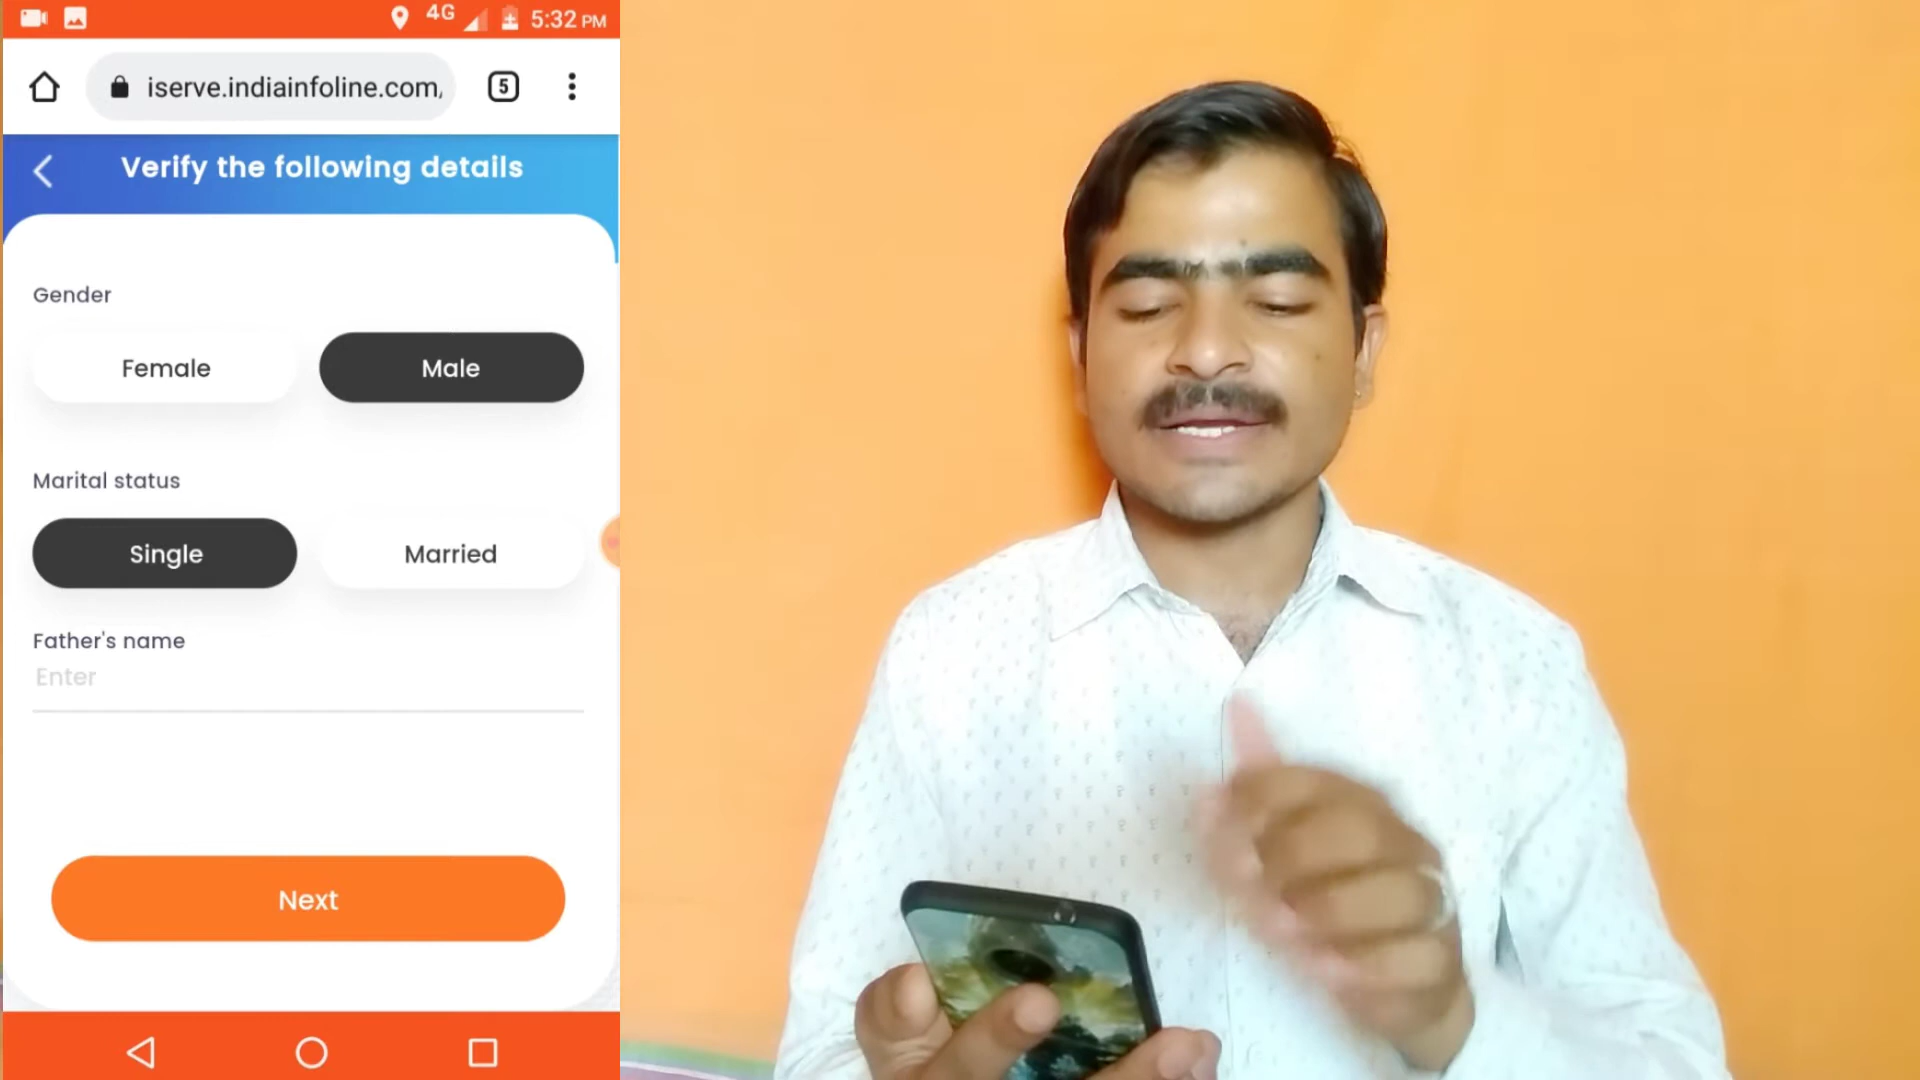 4G 5:32 PM
iserve.indiainfoline.com/ 5
Verify the following details
Gender
Female Male
Marital status
Single Married
Father's name
Enter
Next